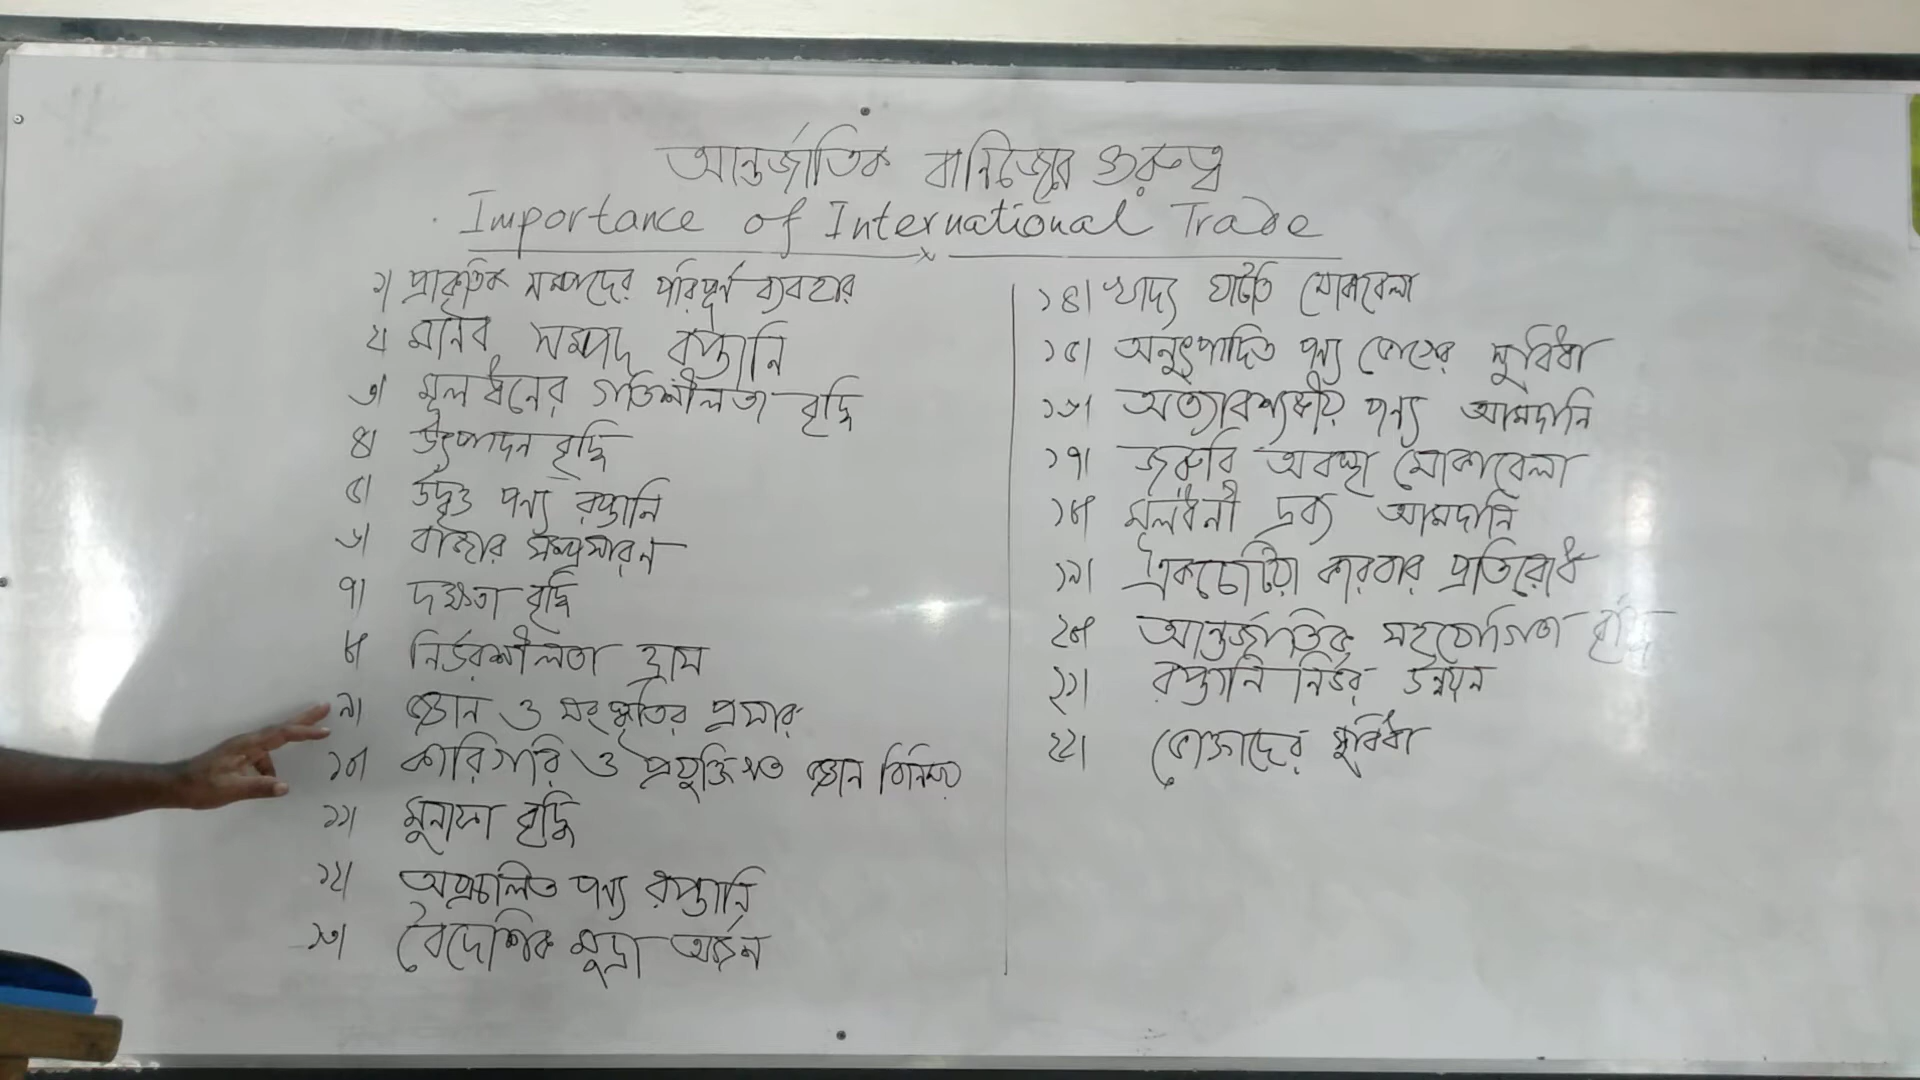 আন্তর্জাতিক বানিজ্যের গুরুত্ব
Importance of International Trade
১। প্রাকৃতিক সম্পদের পরিপূর্ণ ব্যবহার
২। মানব সম্পদ রপ্তানি
৩। মূলধনের গতিশীলতা বৃদ্ধি
৪। উৎপাদন বৃদ্ধি
৫। উদ্বৃত্ত পণ্য রপ্তানি
৬। বাজার সম্প্রসারন
৭। দক্ষতা বৃদ্ধি
৮। নির্ভরশীলতা হ্রাস
৯। জ্ঞান ও সংস্কৃতির প্রসার
১০। কারিগরি ও প্রযুক্তিগত জ্ঞান বিনিময়
১১। মুনাফা বৃদ্ধি
১২। অপ্রচলিত পণ্য রপ্তানি
১৩। বৈদেশিক মুদ্রা অর্জন
১৪। খাদ্য ঘাটতি মোকাবেলা
১৫। অনুৎপাদিত পণ্য ভোগের সুবিধা
১৬। অত্যাবশ্যকীয় পণ্য আমদানি
১৭। জরুরি অবস্থা মোকাবেলা
১৮। মূলধনী দ্রব্য আমদানি
১৯। একচেটিয়া কারবার প্রতিরোধ
২০। আন্তর্জাতিক সহযোগিতা বৃদ্ধি
২১। রপ্তানি নির্ভর উন্নয়ন
২২। ভোক্তাদের সুবিধা